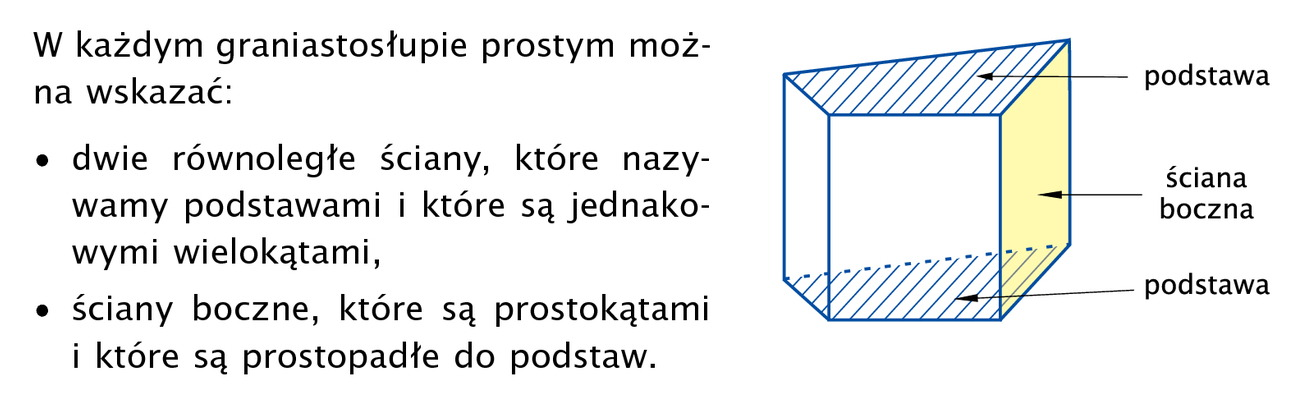 W każdym graniastosłupie prostym moż-
na wskazać:
• dwie równoległe ściany, które nazy-
wamy podstawami i które są jednako-
wymi wielokątami,
• ściany boczne, które są prostokątami
i które są prostopadłe do podstaw.
podstawa
ściana
boczna
podstawa